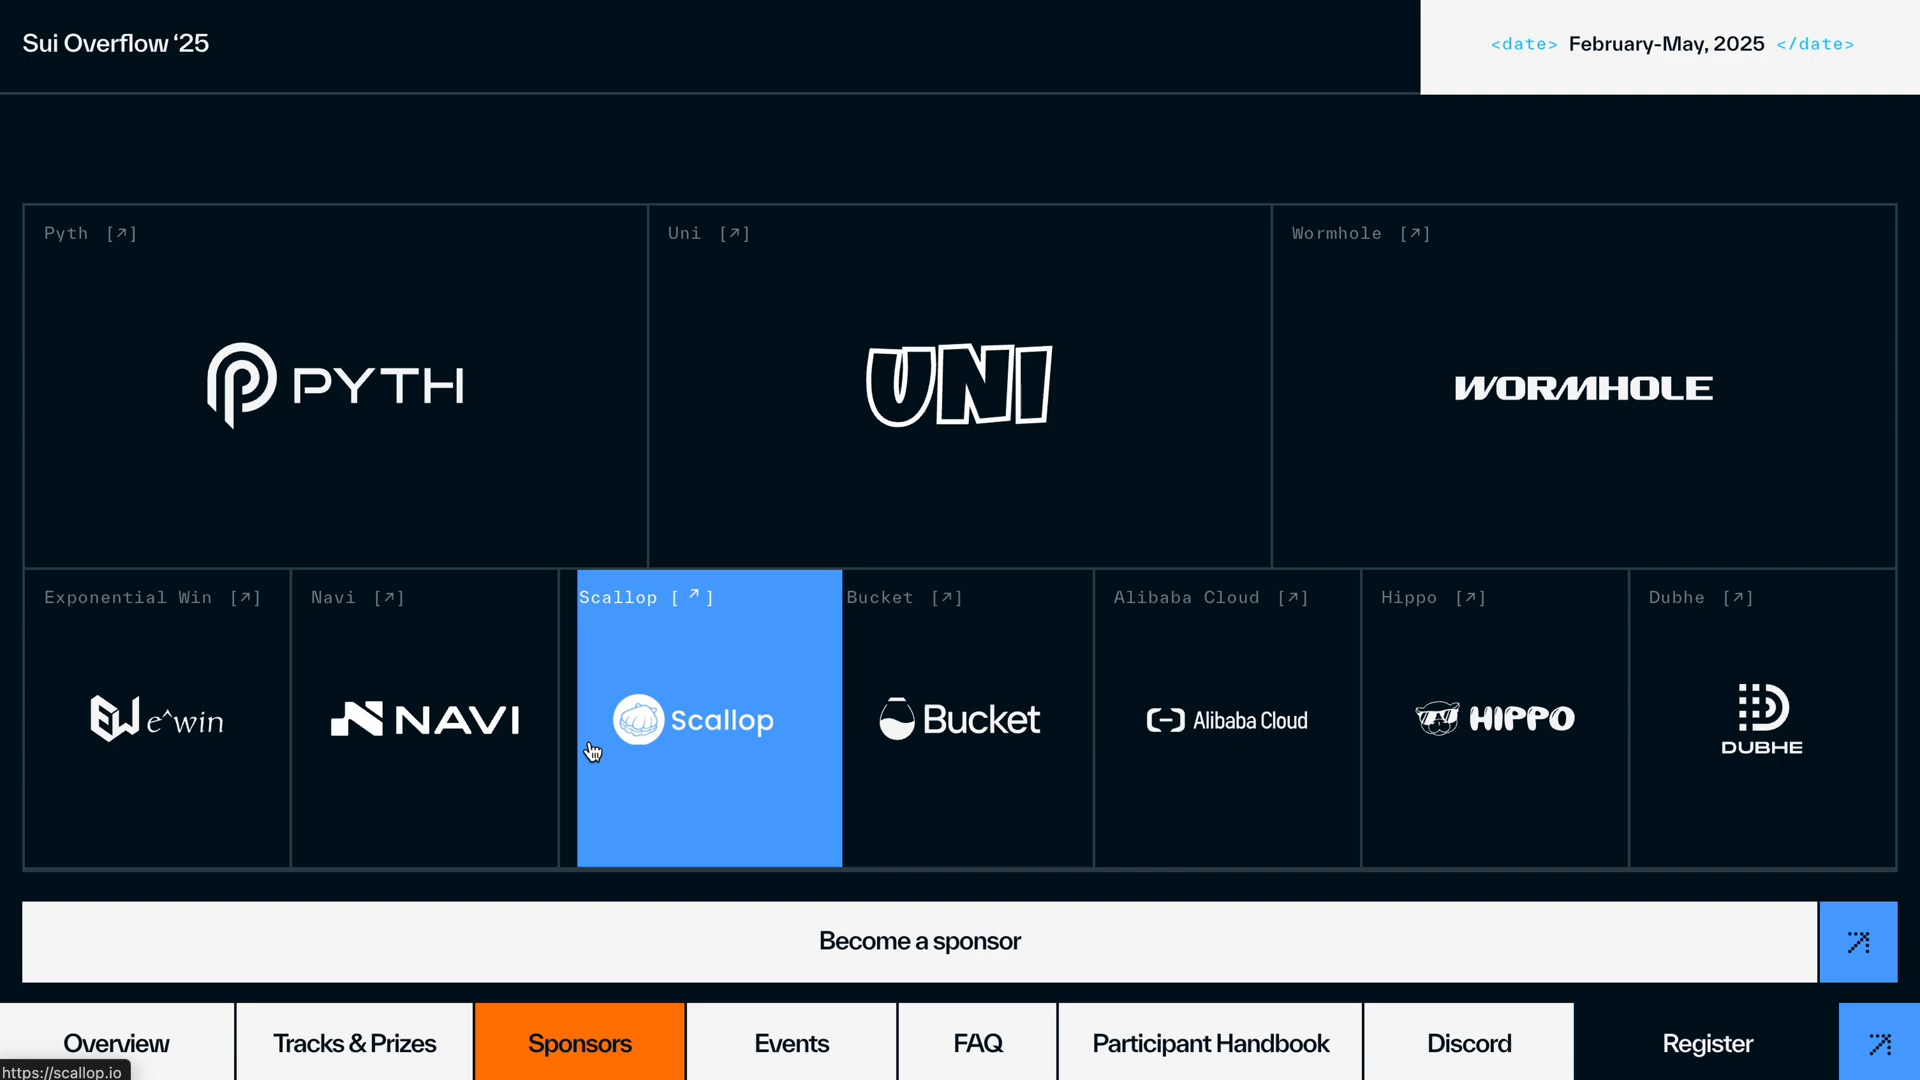 Sui Overflow ‘25
<date> February-May, 2025 </date>
Pyth [↗]
Uni [↗]
Wormhole [↗]
PYTH
UNI
WORMHOLE
Exponential Win [↗]
Navi [↗]
Scallop [↗]
Bucket [↗]
Alibaba Cloud [↗]
Hippo [↗]
Dubhe [↗]
EW e^win
NAVI
Scallop
Bucket
Alibaba Cloud
HIPPO
DUBHE
Become a sponsor
Overview
Tracks & Prizes
Sponsors
Events
FAQ
Participant Handbook
Discord
Register
https://scallop.io